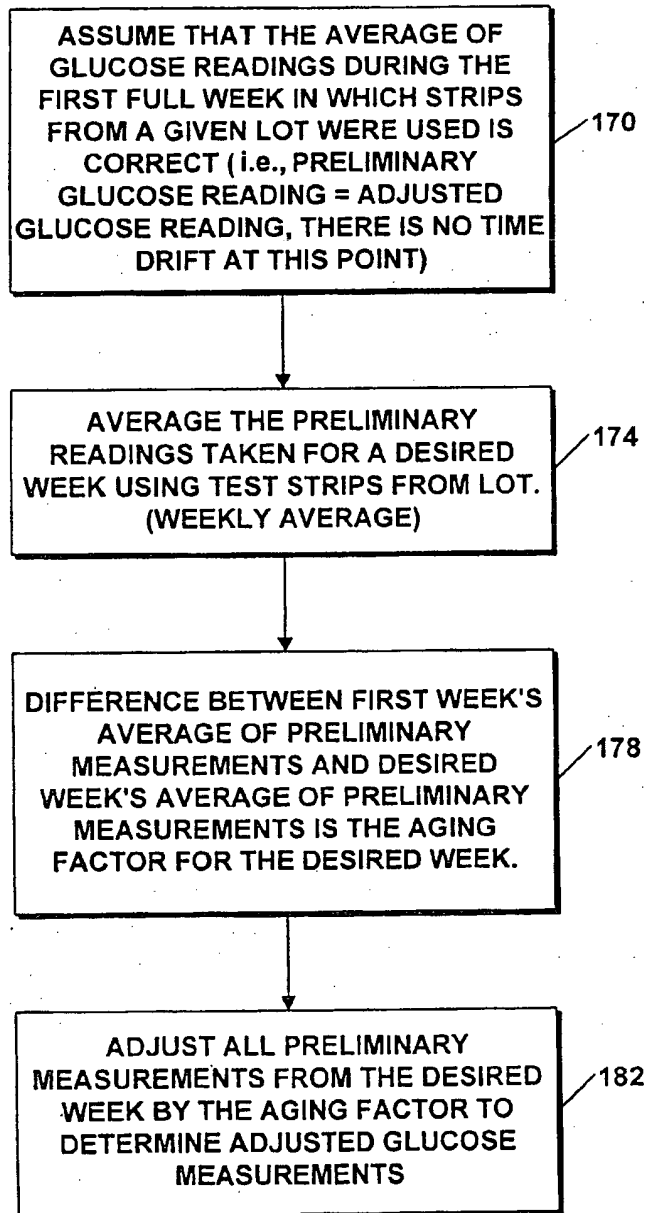 ASSUME THAT THE AVERAGE OF
GLUCOSE READINGS DURING THE
FIRST FULL WEEK IN WHICH STRIPS
FROM A GIVEN LOT WERE USED IS
CORRECT (i.e., PRELIMINARY
GLUCOSE READING = ADJUSTED
GLUCOSE READING, THERE IS NO TIME
DRIFT AT THIS POINT)
170
AVERAGE THE PRELIMINARY
READINGS TAKEN FOR A DESIRED
WEEK USING TEST STRIPS FROM LOT.
(WEEKLY AVERAGE)
174
DIFFERENCE BETWEEN FIRST WEEK'S
AVERAGE OF PRELIMINARY
MEASUREMENTS AND DESIRED
WEEK'S AVERAGE OF PRELIMINARY
MEASUREMENTS IS THE AGING
FACTOR FOR THE DESIRED WEEK.
178
ADJUST ALL PRELIMINARY
MEASUREMENTS FROM THE DESIRED
WEEK BY THE AGING FACTOR TO
DETERMINE ADJUSTED GLUCOSE
MEASUREMENTS
182